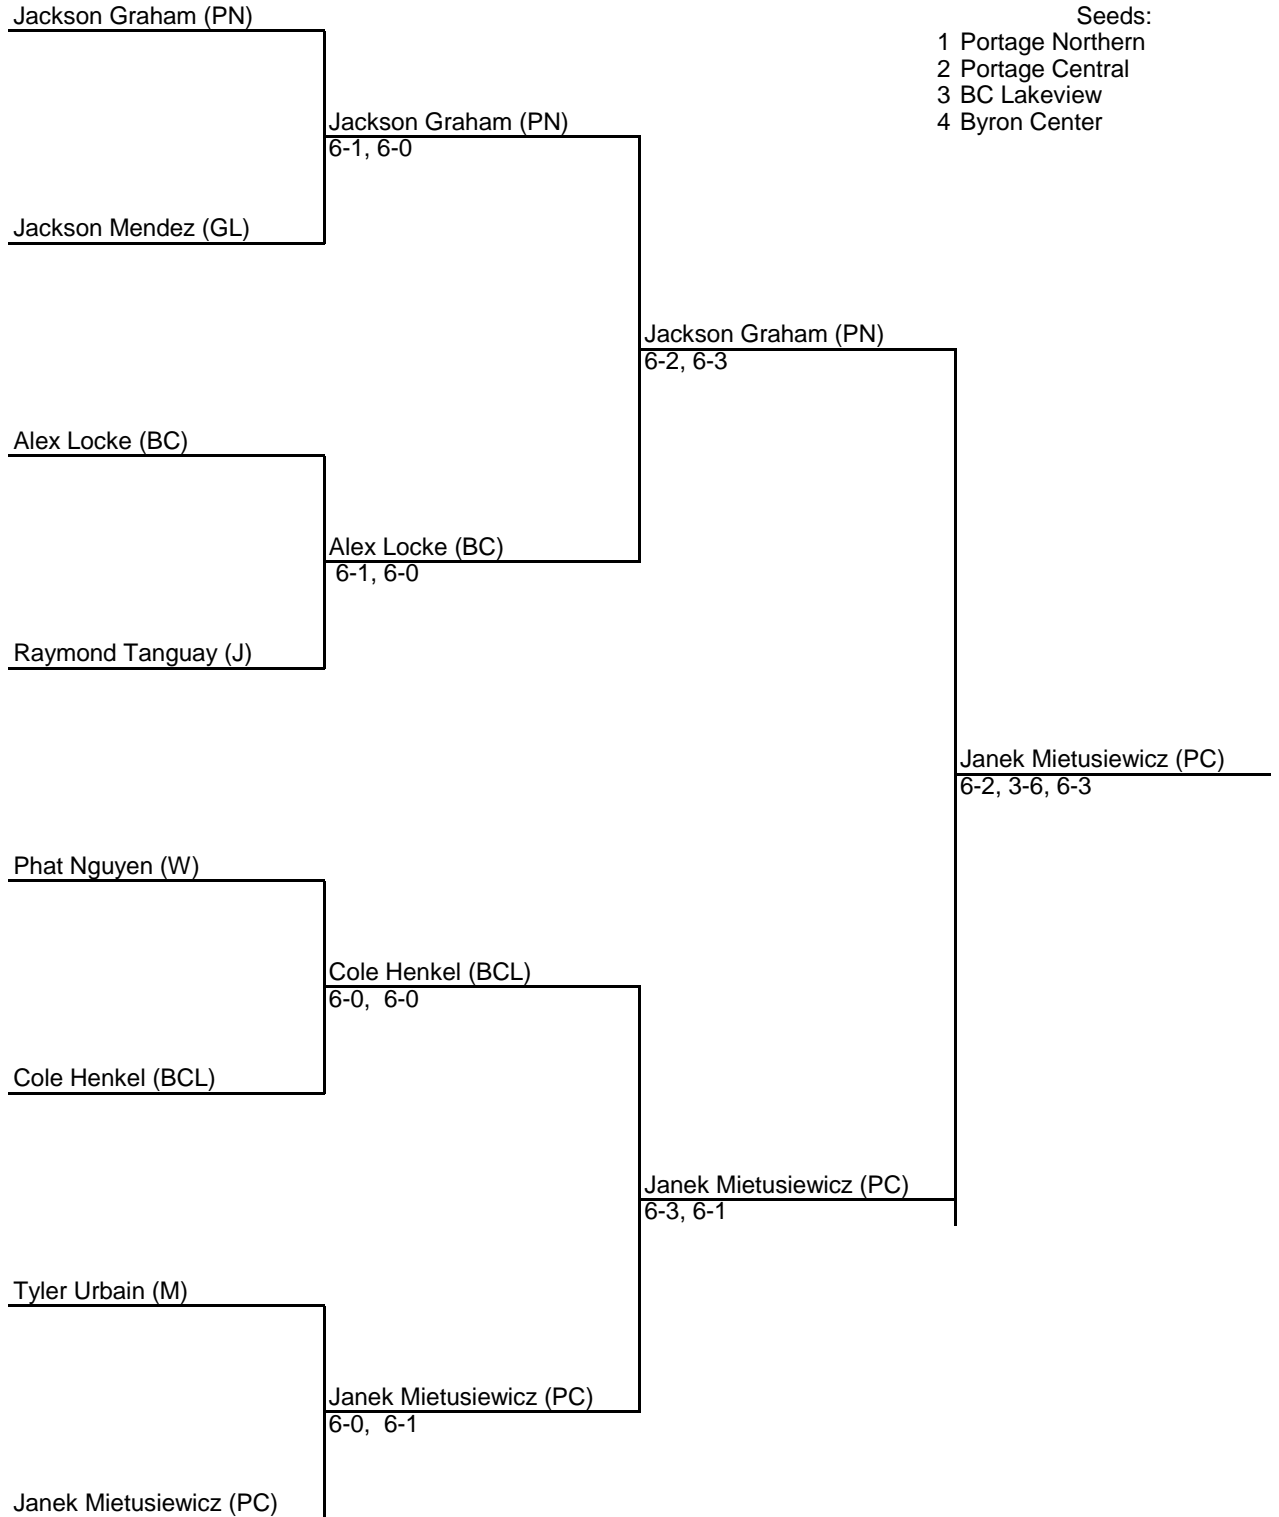 Jackson Graham (PN)
Seeds:
1 Portage Northern
2 Portage Central
3 BC Lakeview
4 Byron Center
Jackson Graham (PN)
6-1, 6-0
Jackson Mendez (GL)
Jackson Graham (PN)
6-2, 6-3
Alex Locke (BC)
Alex Locke (BC)
6-1, 6-0
Raymond Tanguay (J)
Janek Mietusiewicz (PC)
6-2, 3-6, 6-3
Phat Nguyen (W)
Cole Henkel (BCL)
6-0,  6-0
Cole Henkel (BCL)
Janek Mietusiewicz (PC)
6-3, 6-1
Tyler Urbain (M)
Janek Mietusiewicz (PC)
6-0,  6-1
Janek Mietusiewicz (PC)